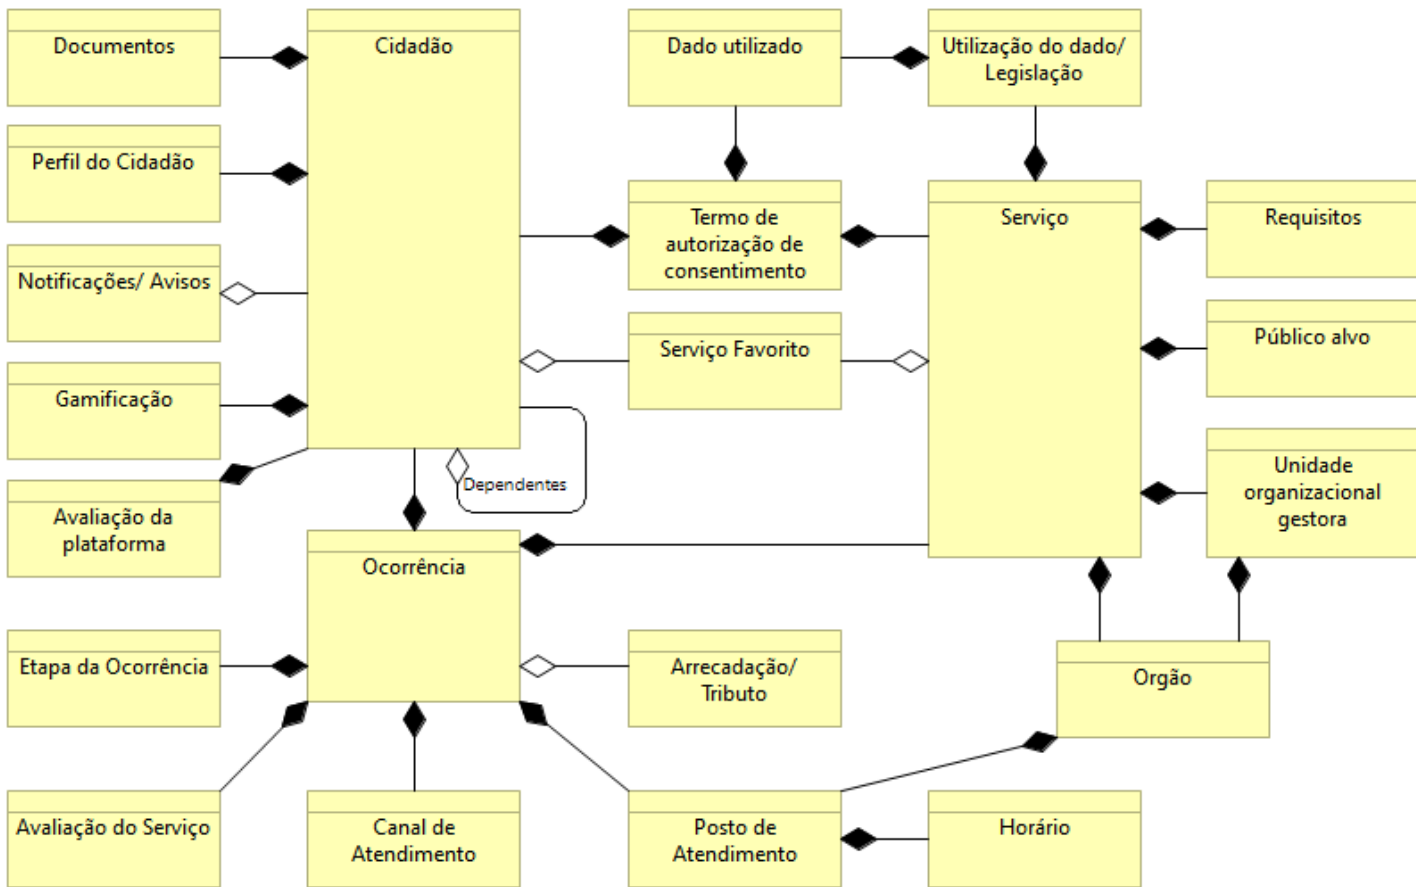 Documentos
Cidadão
Dado utilizado
Utilização do dado/
Legislação
Perfil do Cidadão
Termo de
autorização de
consentimento
Serviço
Requisitos
Notificações/ Avisos
Serviço Favorito
Público alvo
Gamificação
Dependentes
Unidade
organizacional
gestora
Avaliação da
plataforma
Ocorrência
Etapa da Ocorrência
Arrecadação/
Tributo
Orgão
Avaliação do Serviço
Canal de
Atendimento
Posto de
Atendimento
Horário